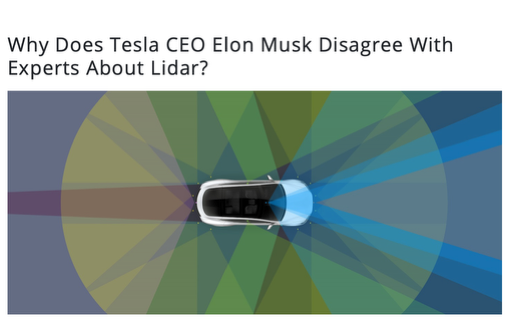 Why Does Tesla CEO Elon Musk Disagree With
Experts About Lidar?